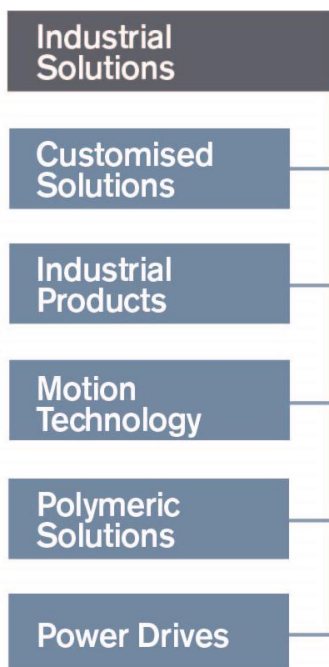 Industrial
Solutions
Customised
Solutions
Industrial
Products
Motion
Technology
Polymeric
Solutions
Power Drives